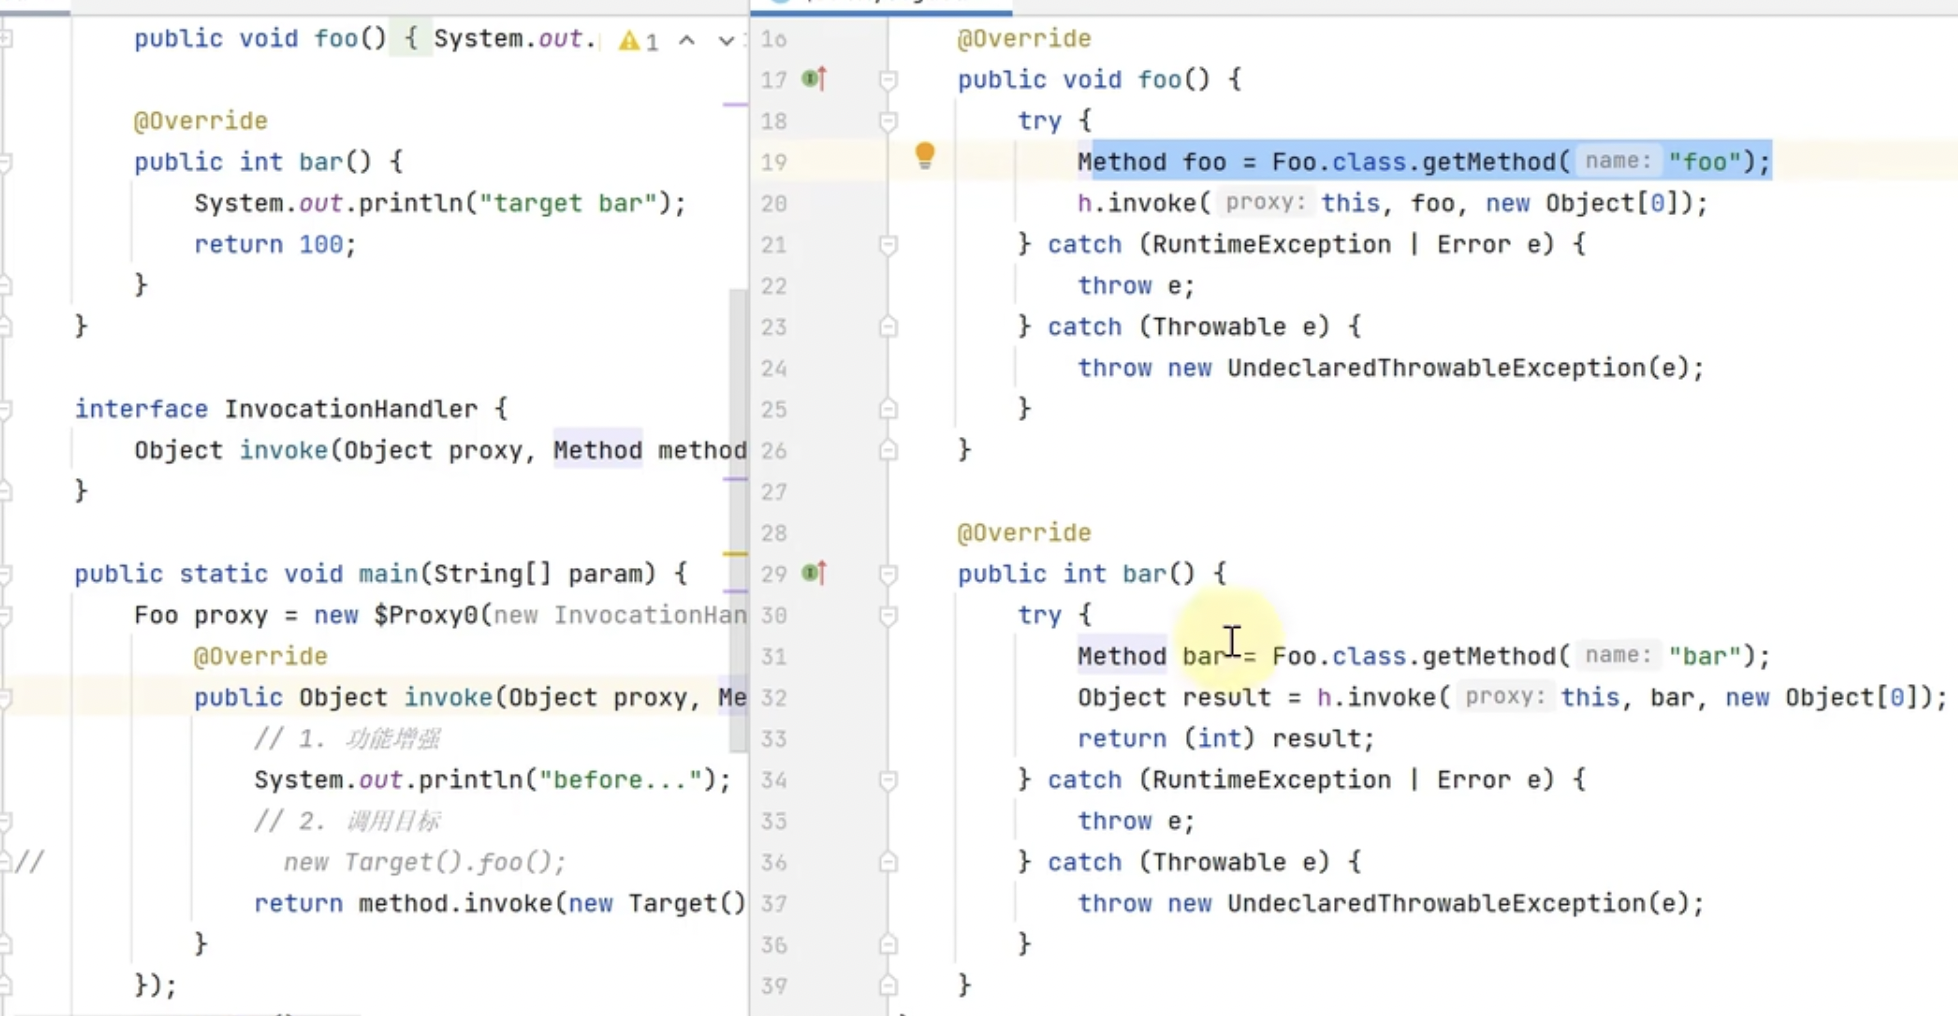 public void foo() { System.out. 1
@Override
public int bar() {
System.out.println("target bar");
return 100;
}
}
interface InvocationHandler {
Object invoke(Object proxy, Method method
}
public static void main(String[] param) {
Foo proxy = new $Proxy0(new InvocationHan
@Override
public Object invoke(Object proxy, Me
// 1. 功能增强
System.out.println("before...");
// 2. 调用目标
// new Target().foo();
return method.invoke(new Target()
}
});
16 @Override
17 public void foo() {
18 try {
19 Method foo = Foo.class.getMethod( name: "foo");
20 h.invoke( proxy: this, foo, new Object[0]);
21 } catch (RuntimeException | Error e) {
22 throw e;
23 } catch (Throwable e) {
24 throw new UndeclaredThrowableException(e);
25 }
26 }
27
28 @Override
29 public int bar() {
30 try {
31 Method bar = Foo.class.getMethod( name: "bar");
32 Object result = h.invoke( proxy: this, bar, new Object[0]);
33 return (int) result;
34 } catch (RuntimeException | Error e) {
35 throw e;
36 } catch (Throwable e) {
37 throw new UndeclaredThrowableException(e);
38 }
39 }